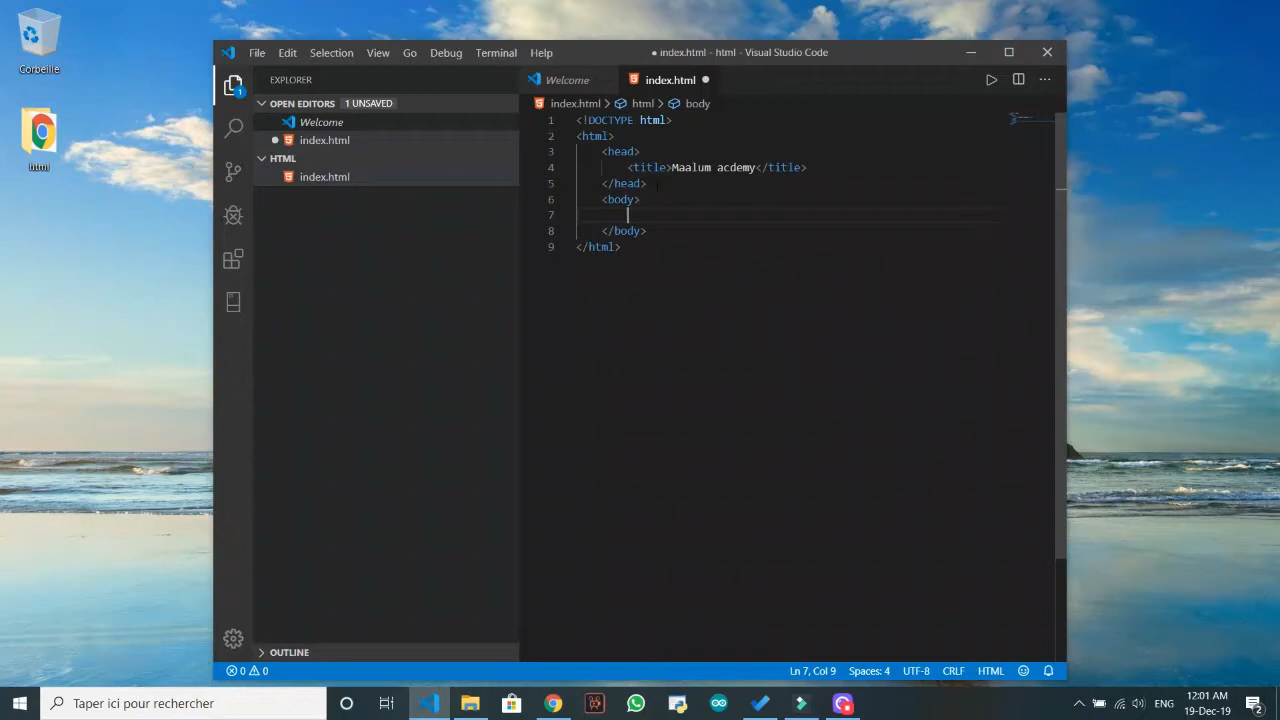 Corbeille
html
File Edit Selection View Go Debug Terminal Help
● index.html - html - Visual Studio Code
EXPLORER
Welcome
index.html
OPEN EDITORS 1 UNSAVED
index.html > html > body
Welcome
index.html
HTML
index.html
1 <!DOCTYPE html>
2 <html>
3 <head>
4 <title>Maalum acdemy</title>
5 </head>
6 <body>
7
8 </body>
9 </html>
1
OUTLINE
0 0
Ln 7, Col 9 Spaces: 4 UTF-8 CRLF HTML
Taper ici pour rechercher
ENG
12:01 AM
19-Dec-19
2